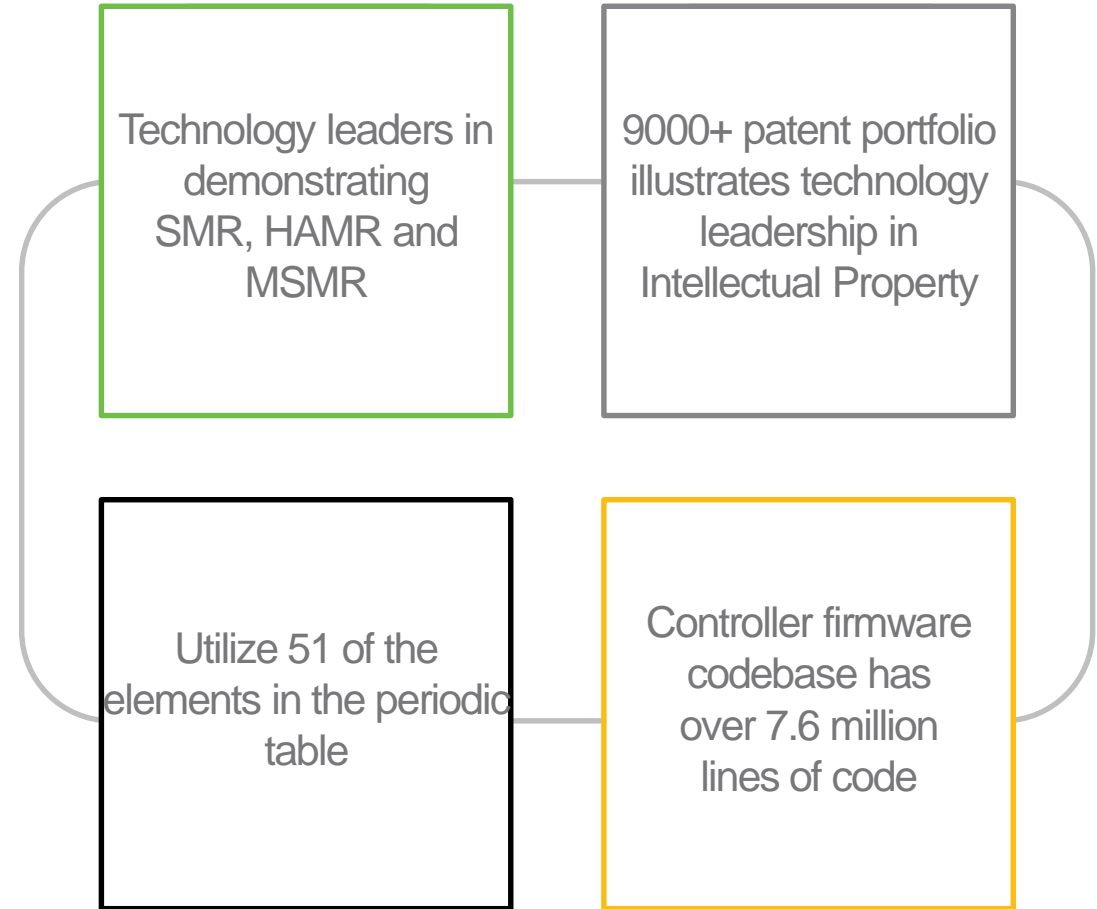 Technology leaders in
demonstrating
SMR, HAMR and
MSMR
9000+ patent portfolio
illustrates technology
leadership in
Intellectual Property
Utilize 51 of the
elements in the periodic
table
Controller firmware
codebase has
over 7.6 million
lines of code